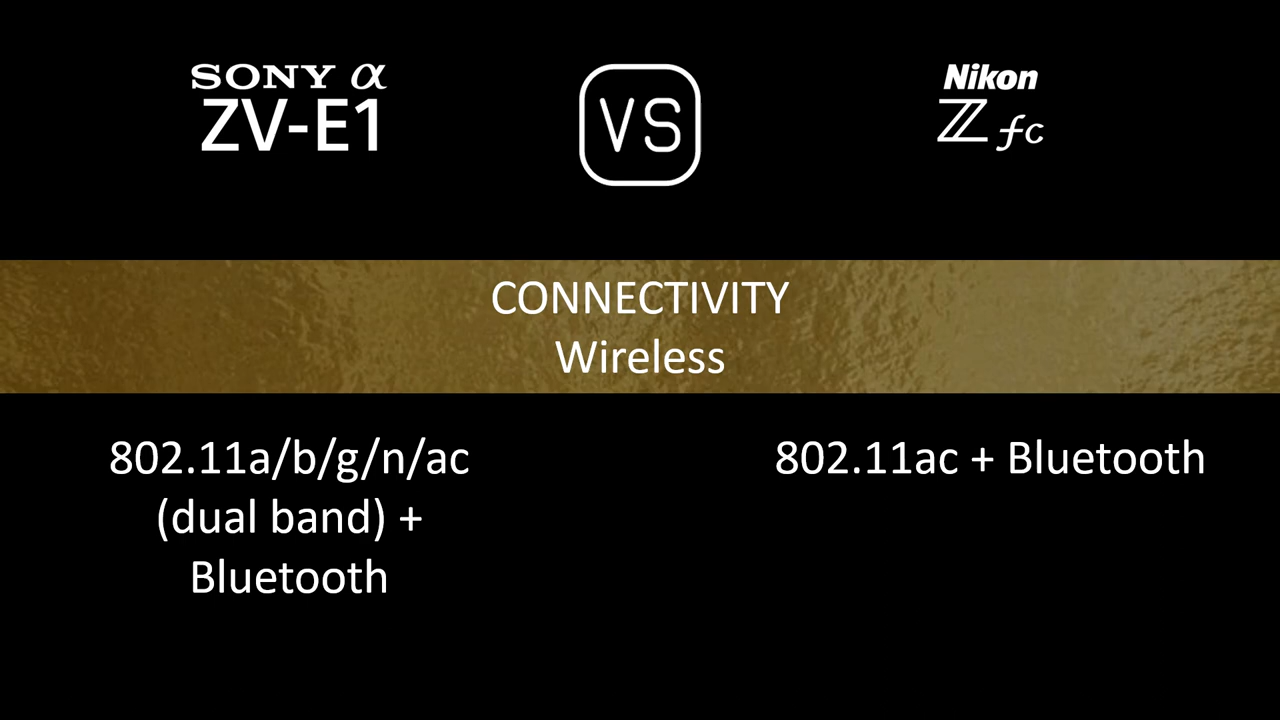 SONY α
ZV-E1
VS
Nikon
Z fc
CONNECTIVITY
Wireless
802.11a/b/g/n/ac
(dual band) +
Bluetooth
802.11ac + Bluetooth